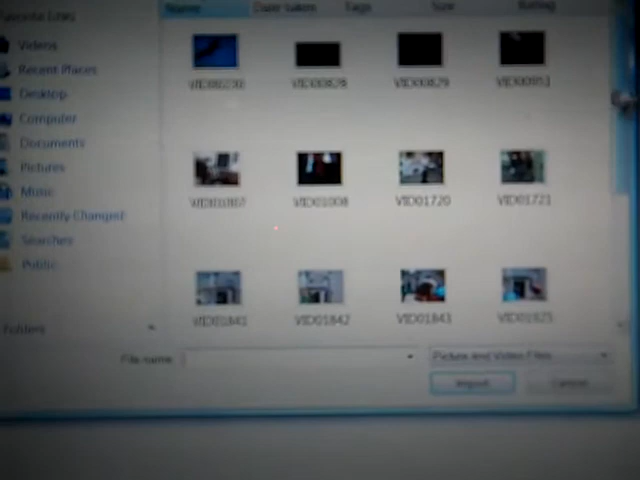 Favorite Links
Name Date taken Tags Size Rating
Videos
Recent Places
Desktop
Computer
Documents
Pictures
Music
Recently Changed
Searches
Public
Folders
VID01008 VID01720 VID01721
VID01841 VID01842 VID01843
File name:
Picture And Video Files
Import Cancel